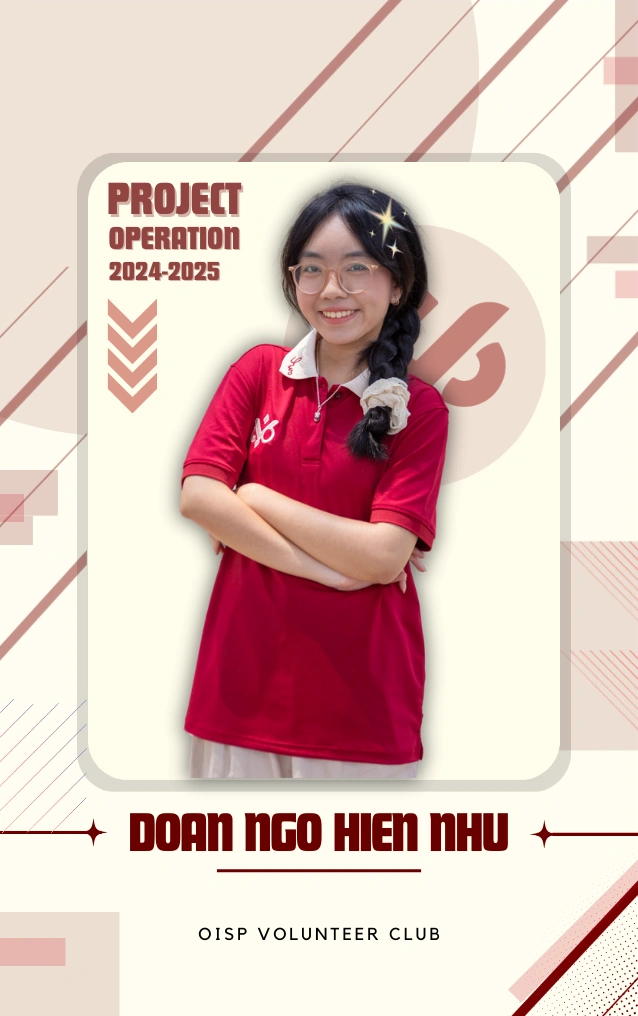 PROJECT
OPERATION
2024-2025
DOAN NGO HIEN NHU
OISP VOLUNTEER CLUB